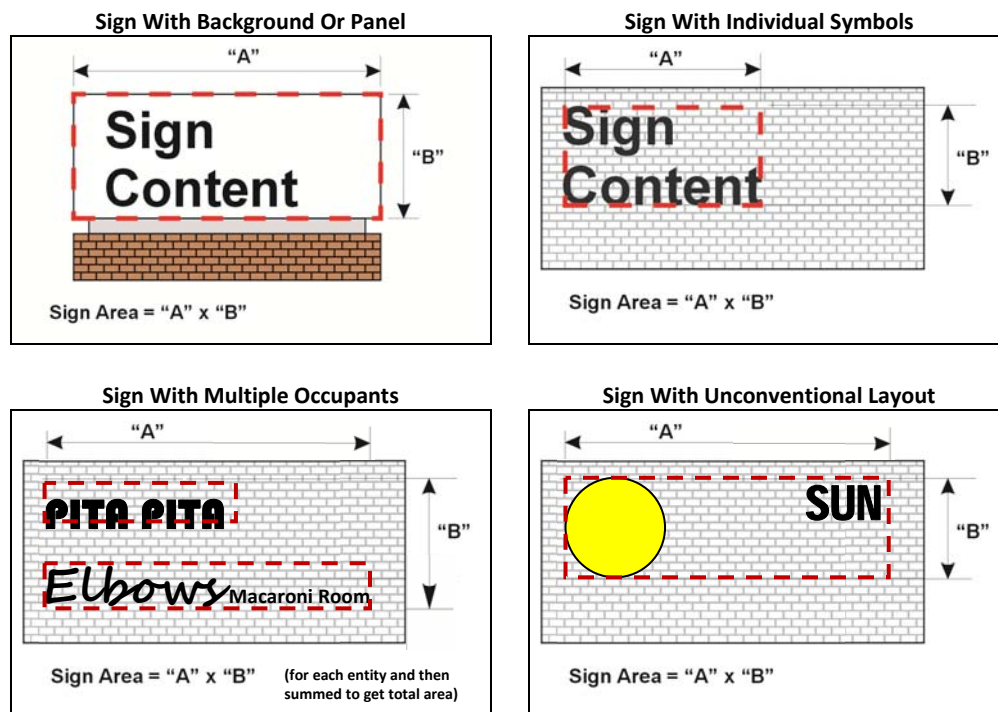 Sign With Background Or Panel
“A”
Sign
Content
“B”
Sign Area = “A” x “B”
Sign With Individual Symbols
“A”
Sign
Content
“B”
Sign Area = “A” x “B”
Sign With Multiple Occupants
“A”
PITA PITA
Elbows Macaroni Room
“B”
Sign Area = “A” x “B”
(for each entity and then
summed to get total area)
Sign With Unconventional Layout
“A”
SUN
“B”
Sign Area = “A” x “B”